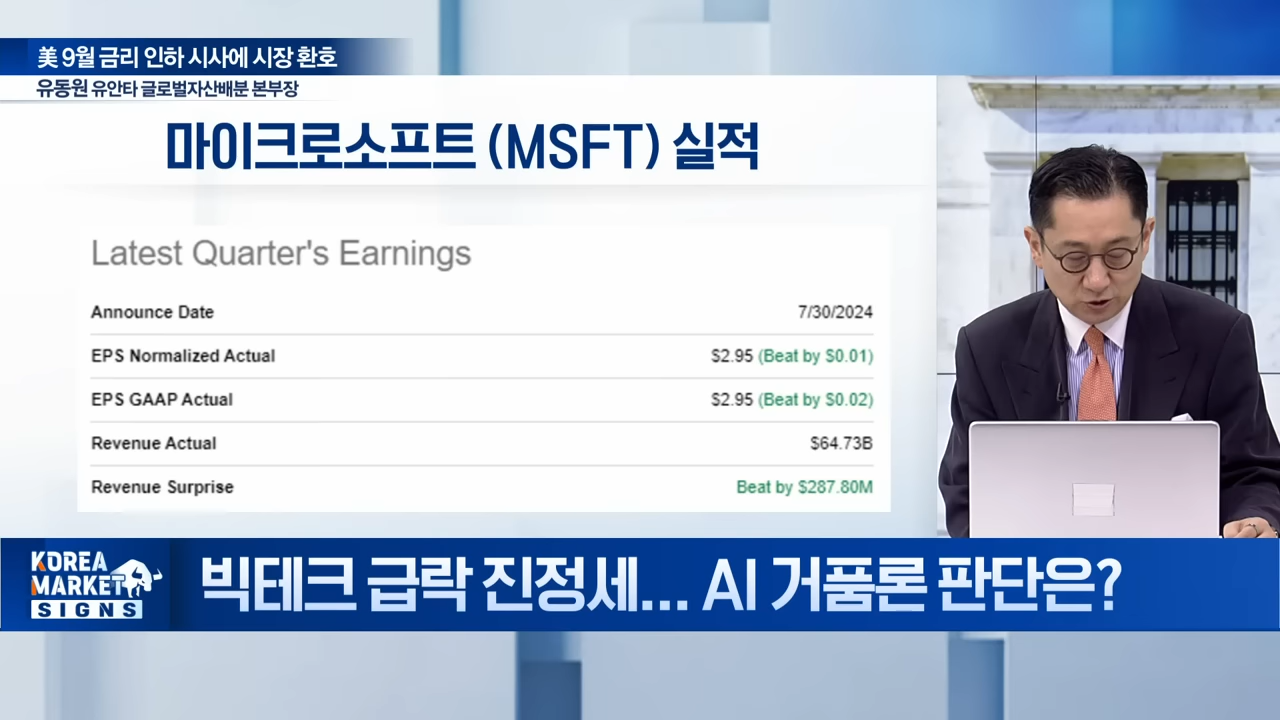 美 9월 금리 인하 시사에 시장 환호
유동원 유안타 글로벌자산배분 본부장
마이크로소프트 (MSFT) 실적
Latest Quarter's Earnings
Announce Date 7/30/2024
EPS Normalized Actual $2.95 (Beat by $0.01)
EPS GAAP Actual $2.95 (Beat by $0.02)
Revenue Actual $64.73B
Revenue Surprise Beat by $287.80M
KOREA
MARKET
SIGNS
빅테크 급락 진정세... AI 거품론 판단은?